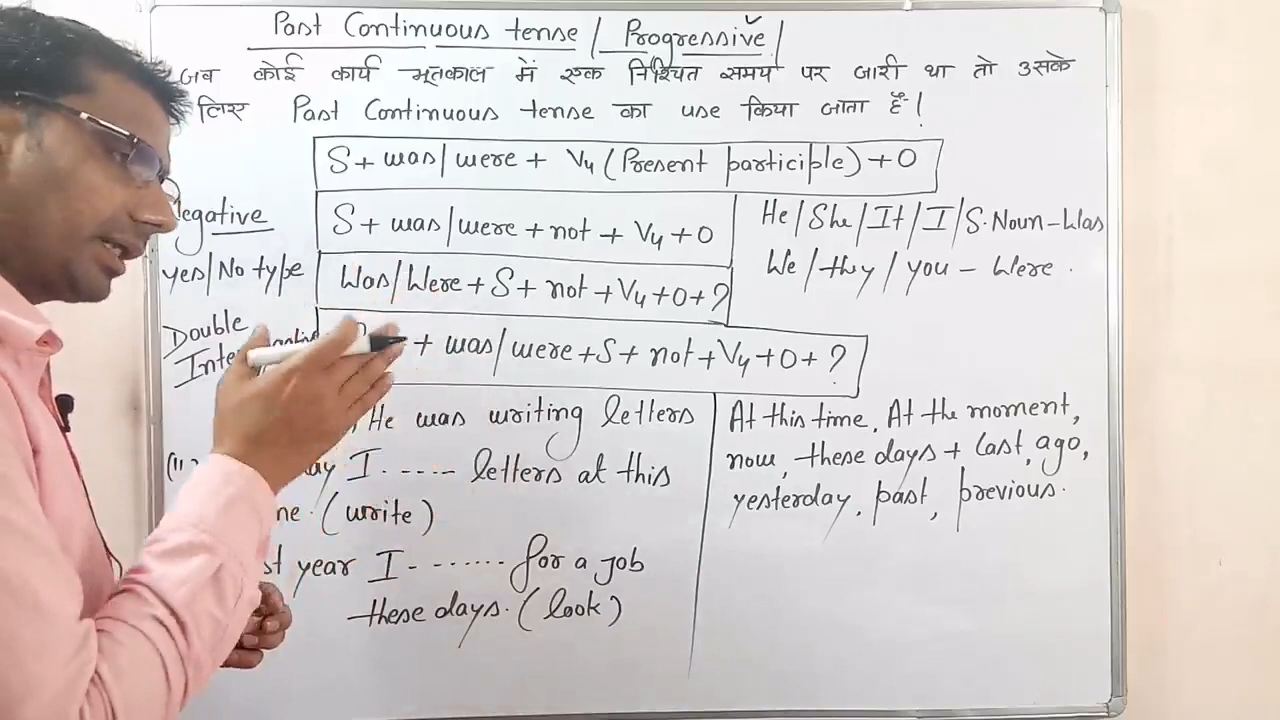 Past Continuous tense / Progressive /
जब कोई कार्य भूतकाल में एक निश्चित समय पर जारी था तो उसके
लिए Past Continuous tense का use किया जाता है !
S + was/were + V4 (Present participle) + O
Negative
S + was/were + not + V4 + O
He / She / It / I / S. Noun - Was
yes/No type
Was/Were + S + not + V4 + O + ?
We / they / you - Were .
Double
+ was/were + S + not + V4 + O + ?
He was writing letters
At this time, At the moment,
I ...... letters at this
now, these days + last, ago,
(write)
yesterday, past, previous.
year I ....... for a job
these days. (look)